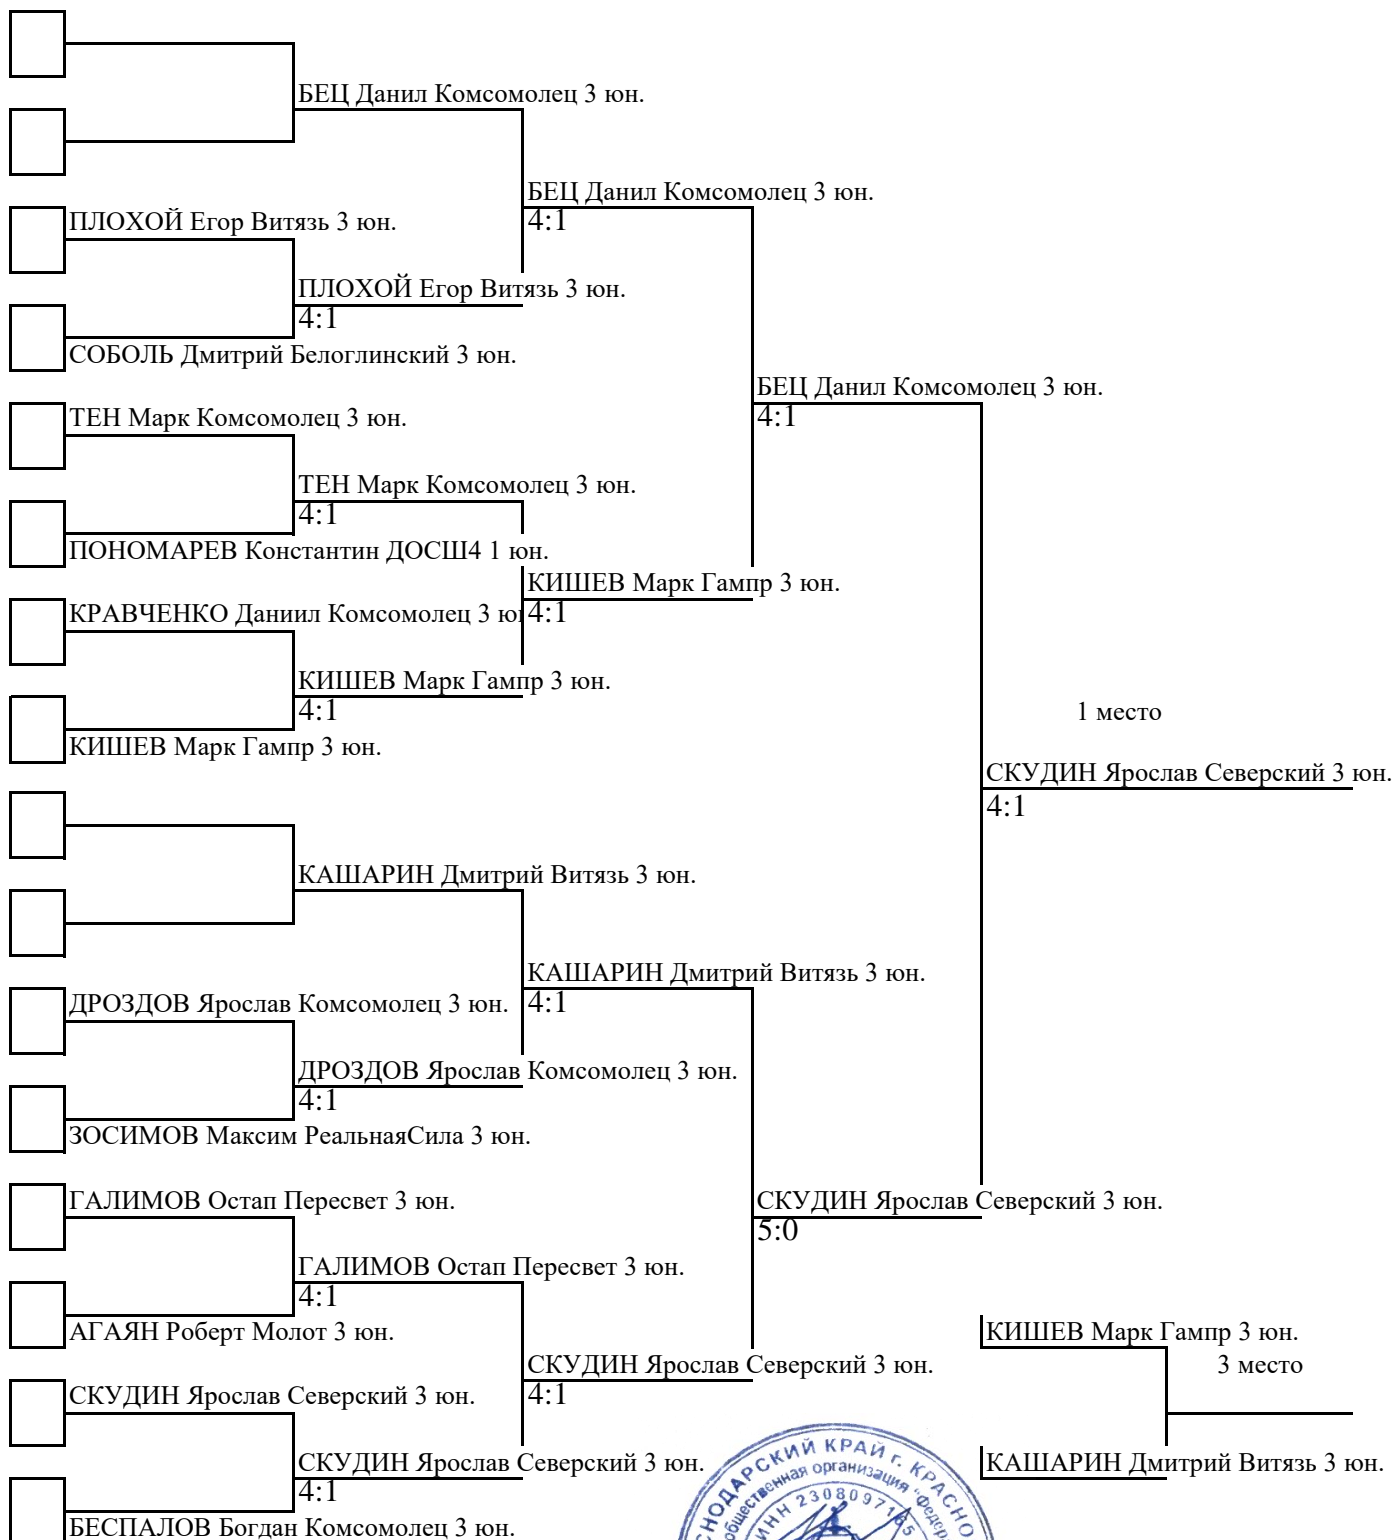 БЕЦ Данил Комсомолец 3 юн.
БЕЦ Данил Комсомолец 3 юн.
4:1
ПЛОХОЙ Егор Витязь 3 юн.
ПЛОХОЙ Егор Витязь 3 юн.
4:1
СОБОЛЬ Дмитрий Белоглинский 3 юн.
БЕЦ Данил Комсомолец 3 юн.
4:1
ТЕН Марк Комсомолец 3 юн.
ТЕН Марк Комсомолец 3 юн.
4:1
ПОНОМАРЕВ Константин ДОСШ4 1 юн.
КИШЕВ Марк Гампр 3 юн.
4:1
КРАВЧЕНКО Даниил Комсомолец 3 юн
КИШЕВ Марк Гампр 3 юн.
4:1
КИШЕВ Марк Гампр 3 юн.
1 место
СКУДИН Ярослав Северский 3 юн.
4:1
КАШАРИН Дмитрий Витязь 3 юн.
КАШАРИН Дмитрий Витязь 3 юн.
4:1
ДРОЗДОВ Ярослав Комсомолец 3 юн.
ДРОЗДОВ Ярослав Комсомолец 3 юн.
4:1
ЗОСИМОВ Максим РеальнаяСила 3 юн.
ГАЛИМОВ Остап Пересвет 3 юн.
СКУДИН Ярослав Северский 3 юн.
5:0
ГАЛИМОВ Остап Пересвет 3 юн.
4:1
АГАЯН Роберт Молот 3 юн.
КИШЕВ Марк Гампр 3 юн.
3 место
СКУДИН Ярослав Северский 3 юн.
4:1
СКУДИН Ярослав Северский 3 юн.
СКУДИН Ярослав Северский 3 юн.
4:1
КАШАРИН Дмитрий Витязь 3 юн.
БЕСПАЛОВ Богдан Комсомолец 3 юн.
КРАЙ г.
общественная организация
ИНН 2308097165